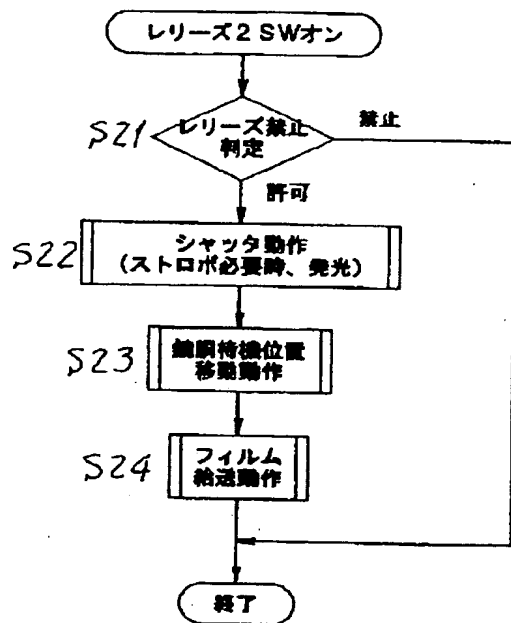 レリーズ2 SWオン
S21
レリーズ禁止
判定
禁止
許可
S22
シャッタ動作
(ストロボ必要時、発光)
S23
鏡胴待機位置
移動動作
S24
フィルム
給送動作
終了